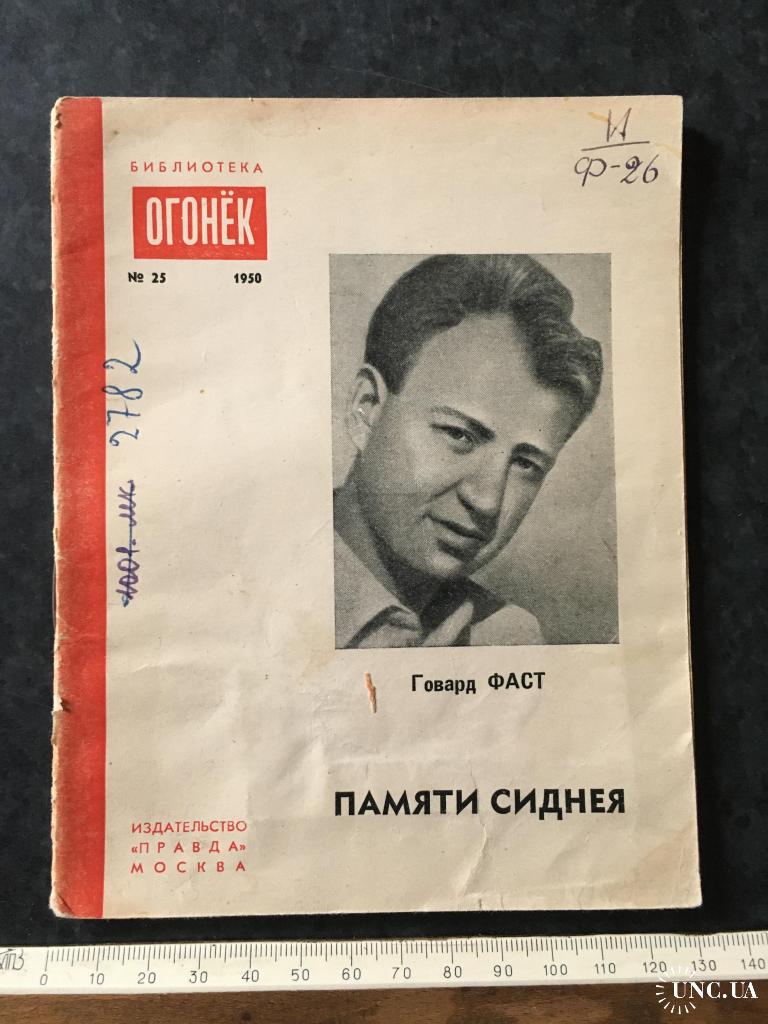 БИБЛИОТЕКА
ОГОНЁК
№ 25 1950
И
Ф-26
2782
Говард ФАСТ
ПАМЯТИ СИДНЕЯ
ИЗДАТЕЛЬСТВО
«ПРАВДА»
МОСКВА
0 10 20 30 40 50 60 70 80 90 100 110 120 130 140
UNC.UA